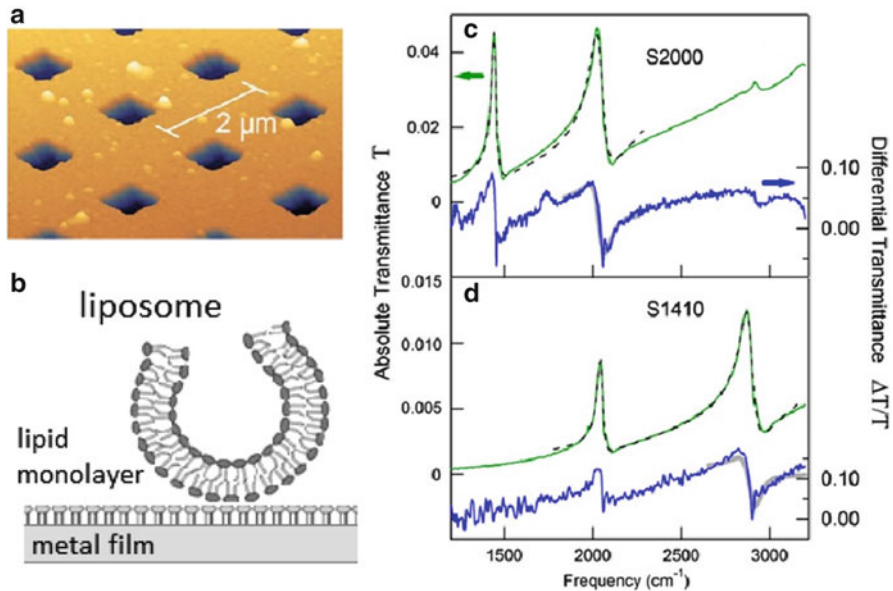 a
2 µm
b
liposome
lipid
monolayer
metal film
c
S2000
0.04
0.02
0
0.10
0.00
Absolute Transmittance T
Differential Transmittance ΔT/T
d
S1410
0.015
0.010
0.005
0
0.10
0.00
1500
2000
2500
3000
Frequency (cm⁻¹)